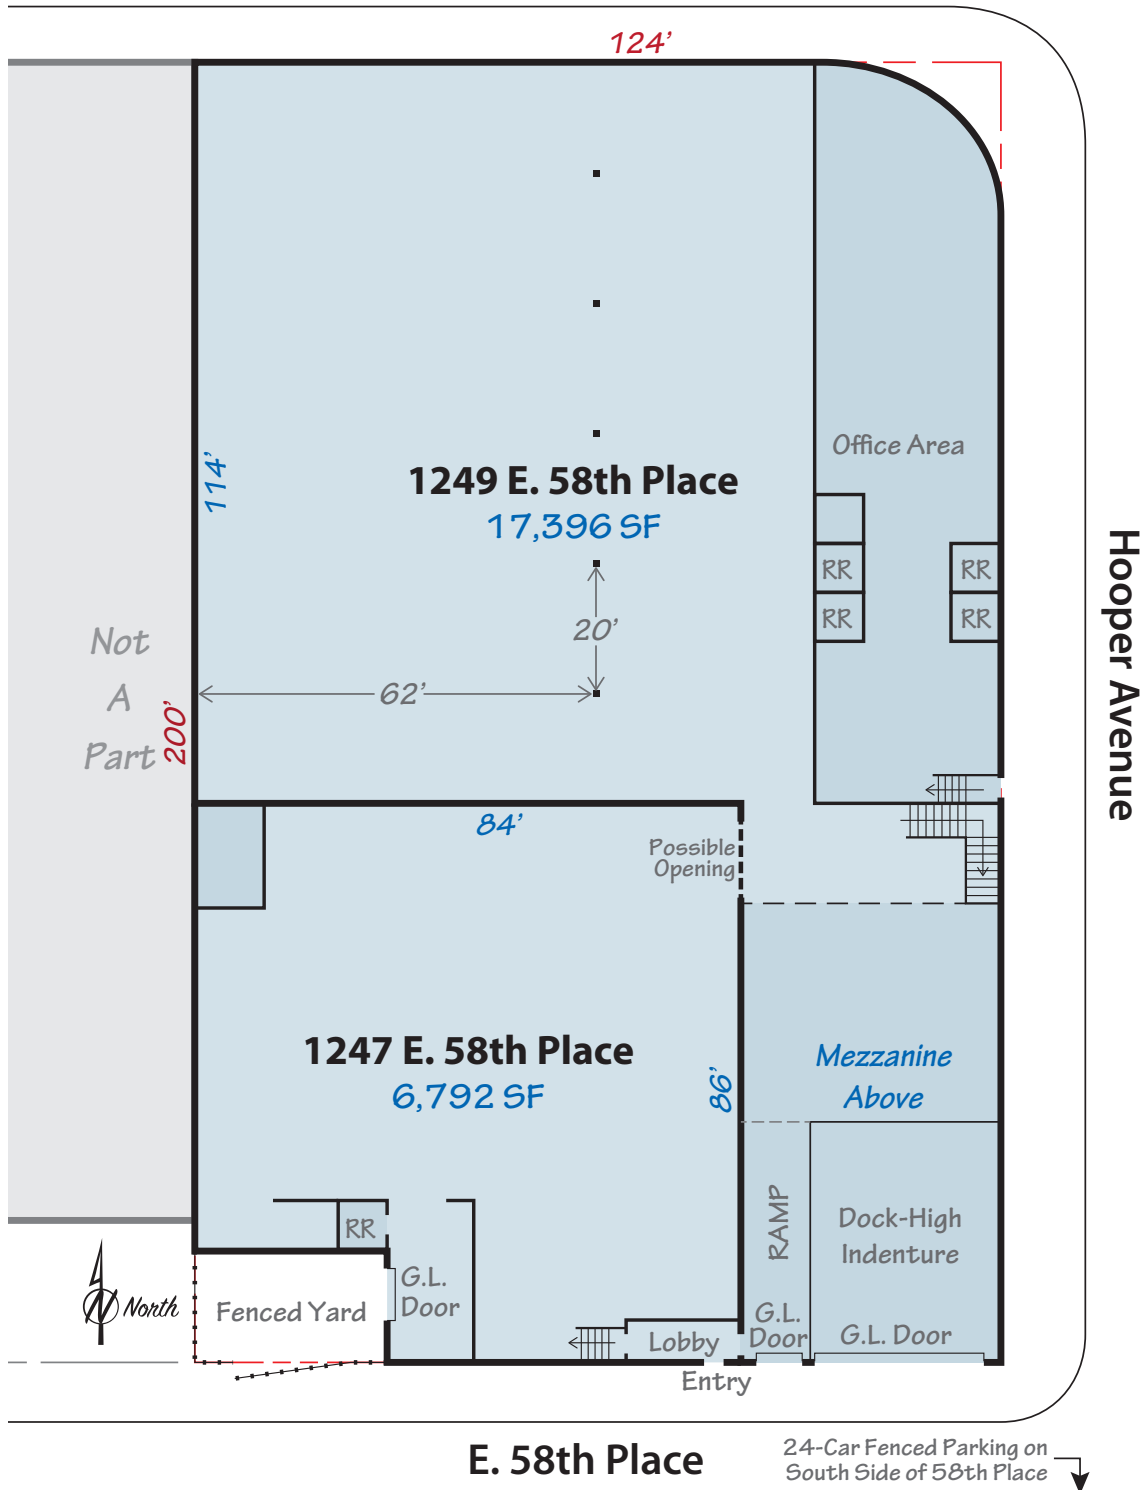 124'
Office Area
114'
1249 E. 58th Place
17,396 SF
RR
RR
RR
RR
20'
62'
Hooper Avenue
Not
A
Part
200'
84'
Possible
Opening
1247 E. 58th Place
6,792 SF
86'
Mezzanine
Above
RAMP
Dock-High
Indenture
RR
G.L.
Door
North
Fenced Yard
Lobby
G.L.
Door
G.L. Door
Entry
E. 58th Place
24-Car Fenced Parking on
South Side of 58th Place